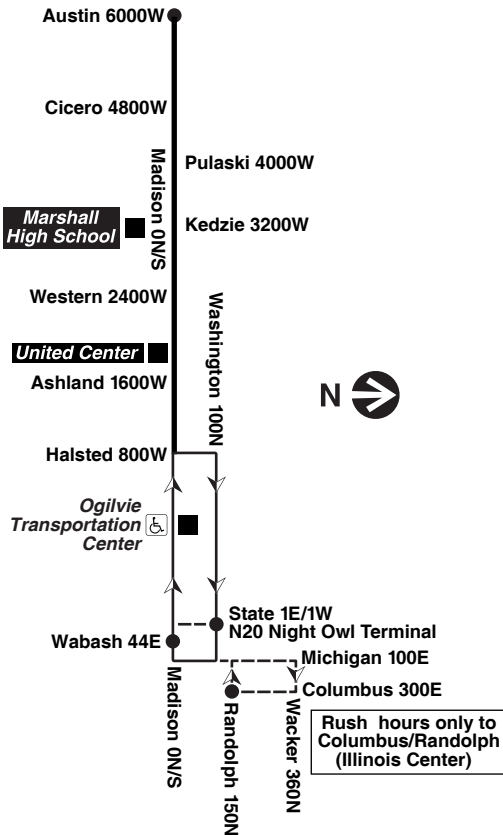 Austin 6000W
Cicero 4800W
Madison 0N/S
Pulaski 4000W
Marshall
High School
Kedzie 3200W
Western 2400W
Washington 100N
United Center
Ashland 1600W
N
Halsted 800W
Ogilvie
Transportation
Center
State 1E/1W
N20 Night Owl Terminal
Wabash 44E
Michigan 100E
Columbus 300E
Madison 0N/S
Randolph 150N
Wacker 360N
Rush hours only to
Columbus/Randolph
(Illinois Center)